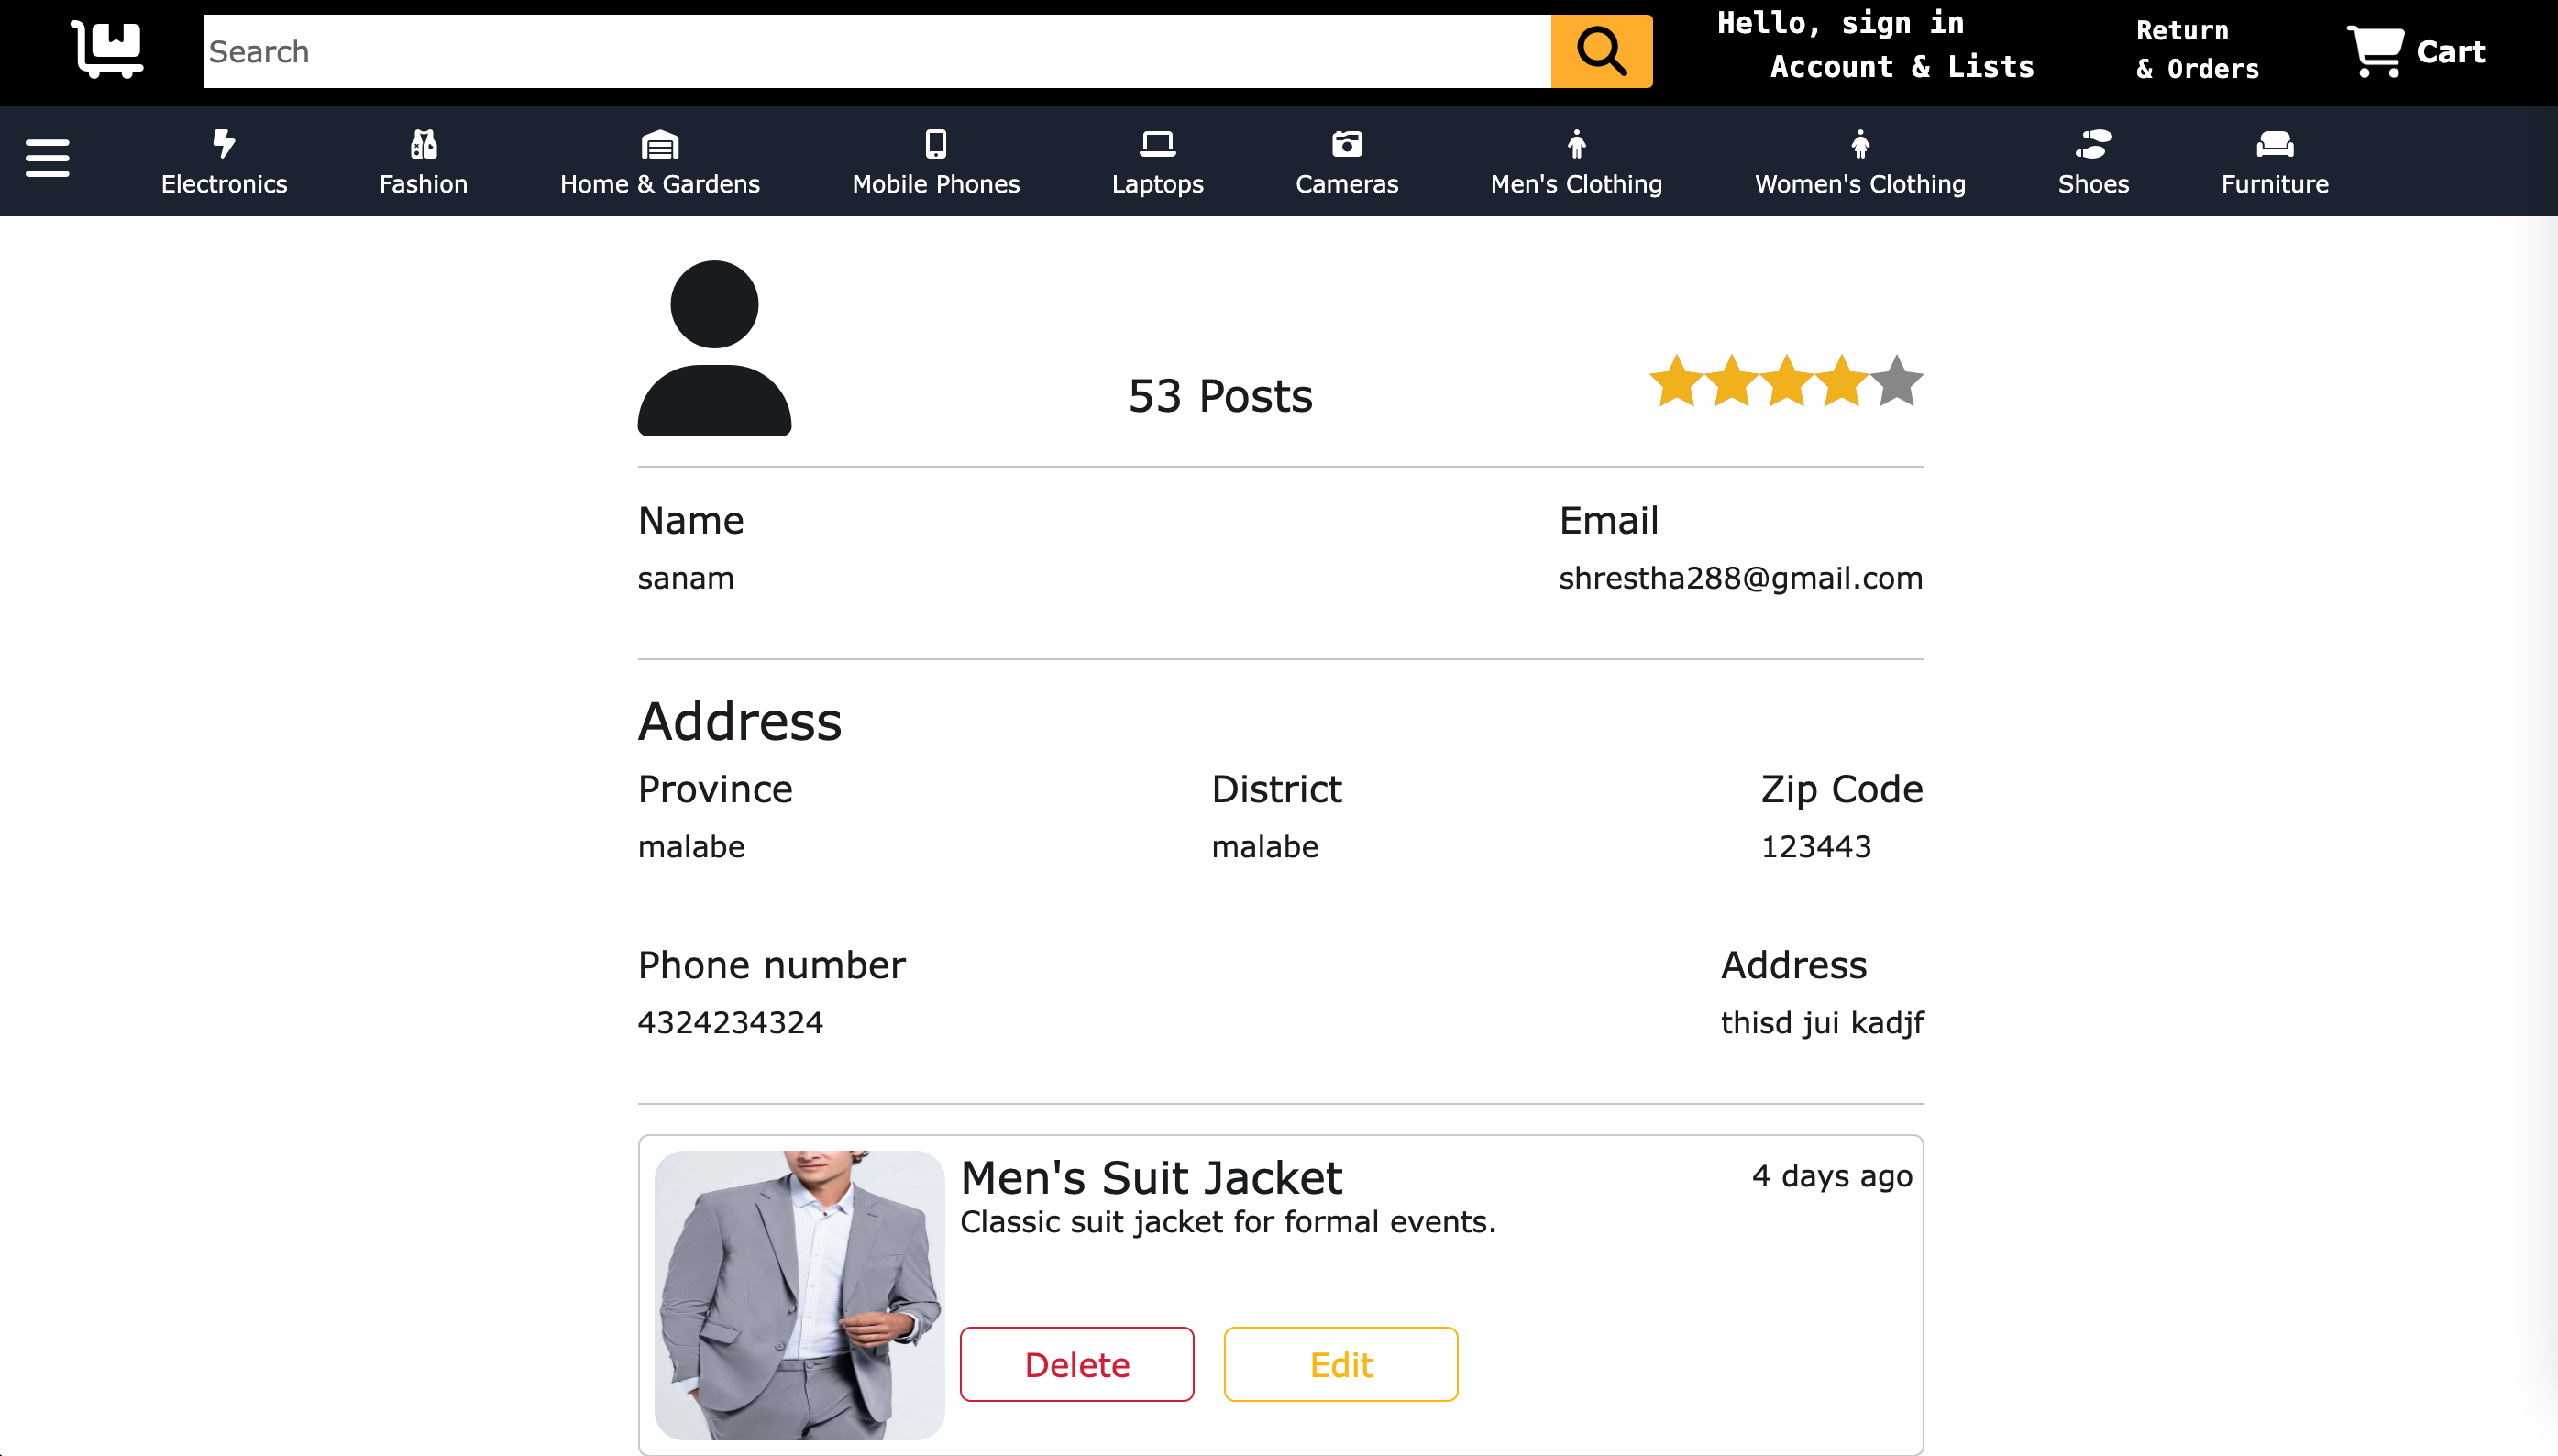 Search
Hello, sign in
Account & Lists
Return
& Orders
Cart
Electronics
Fashion
Home & Gardens
Mobile Phones
Laptops
Cameras
Men's Clothing
Women's Clothing
Shoes
Furniture
53 Posts
Name
sanam
Email
shrestha288@gmail.com
Address
Province
malabe
District
malabe
Zip Code
123443
Phone number
4324234324
Address
thisd jui kadjf
Men's Suit Jacket
4 days ago
Classic suit jacket for formal events.
Delete
Edit